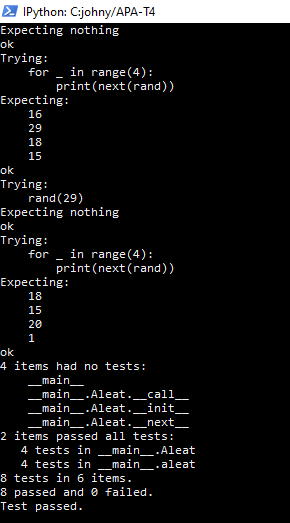 IPython: C:johny/APA-T4
Expecting nothing
ok
Trying:
    for _ in range(4):
        print(next(rand))
Expecting:
    16
    29
    18
    15
ok
Trying:
    rand(29)
Expecting nothing
ok
Trying:
    for _ in range(4):
        print(next(rand))
Expecting:
    18
    15
    20
    1
ok
4 items had no tests:
    __main__
    __main__.Aleat.__call__
    __main__.Aleat.__init__
    __main__.Aleat.__next__
2 items passed all tests:
   4 tests in __main__.Aleat
   4 tests in __main__.aleat
8 tests in 6 items.
8 passed and 0 failed.
Test passed.